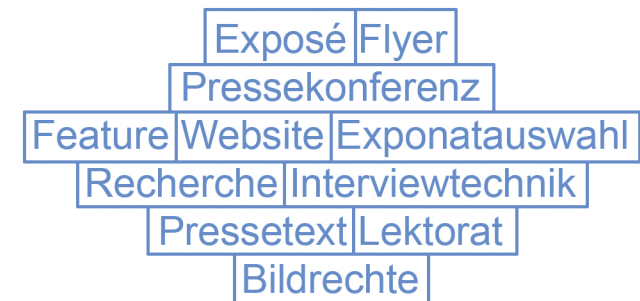 Exposé Flyer
Pressekonferenz
Feature Website Exponatauswahl
Recherche Interviewtechnik
Pressetext Lektorat
Bildrechte